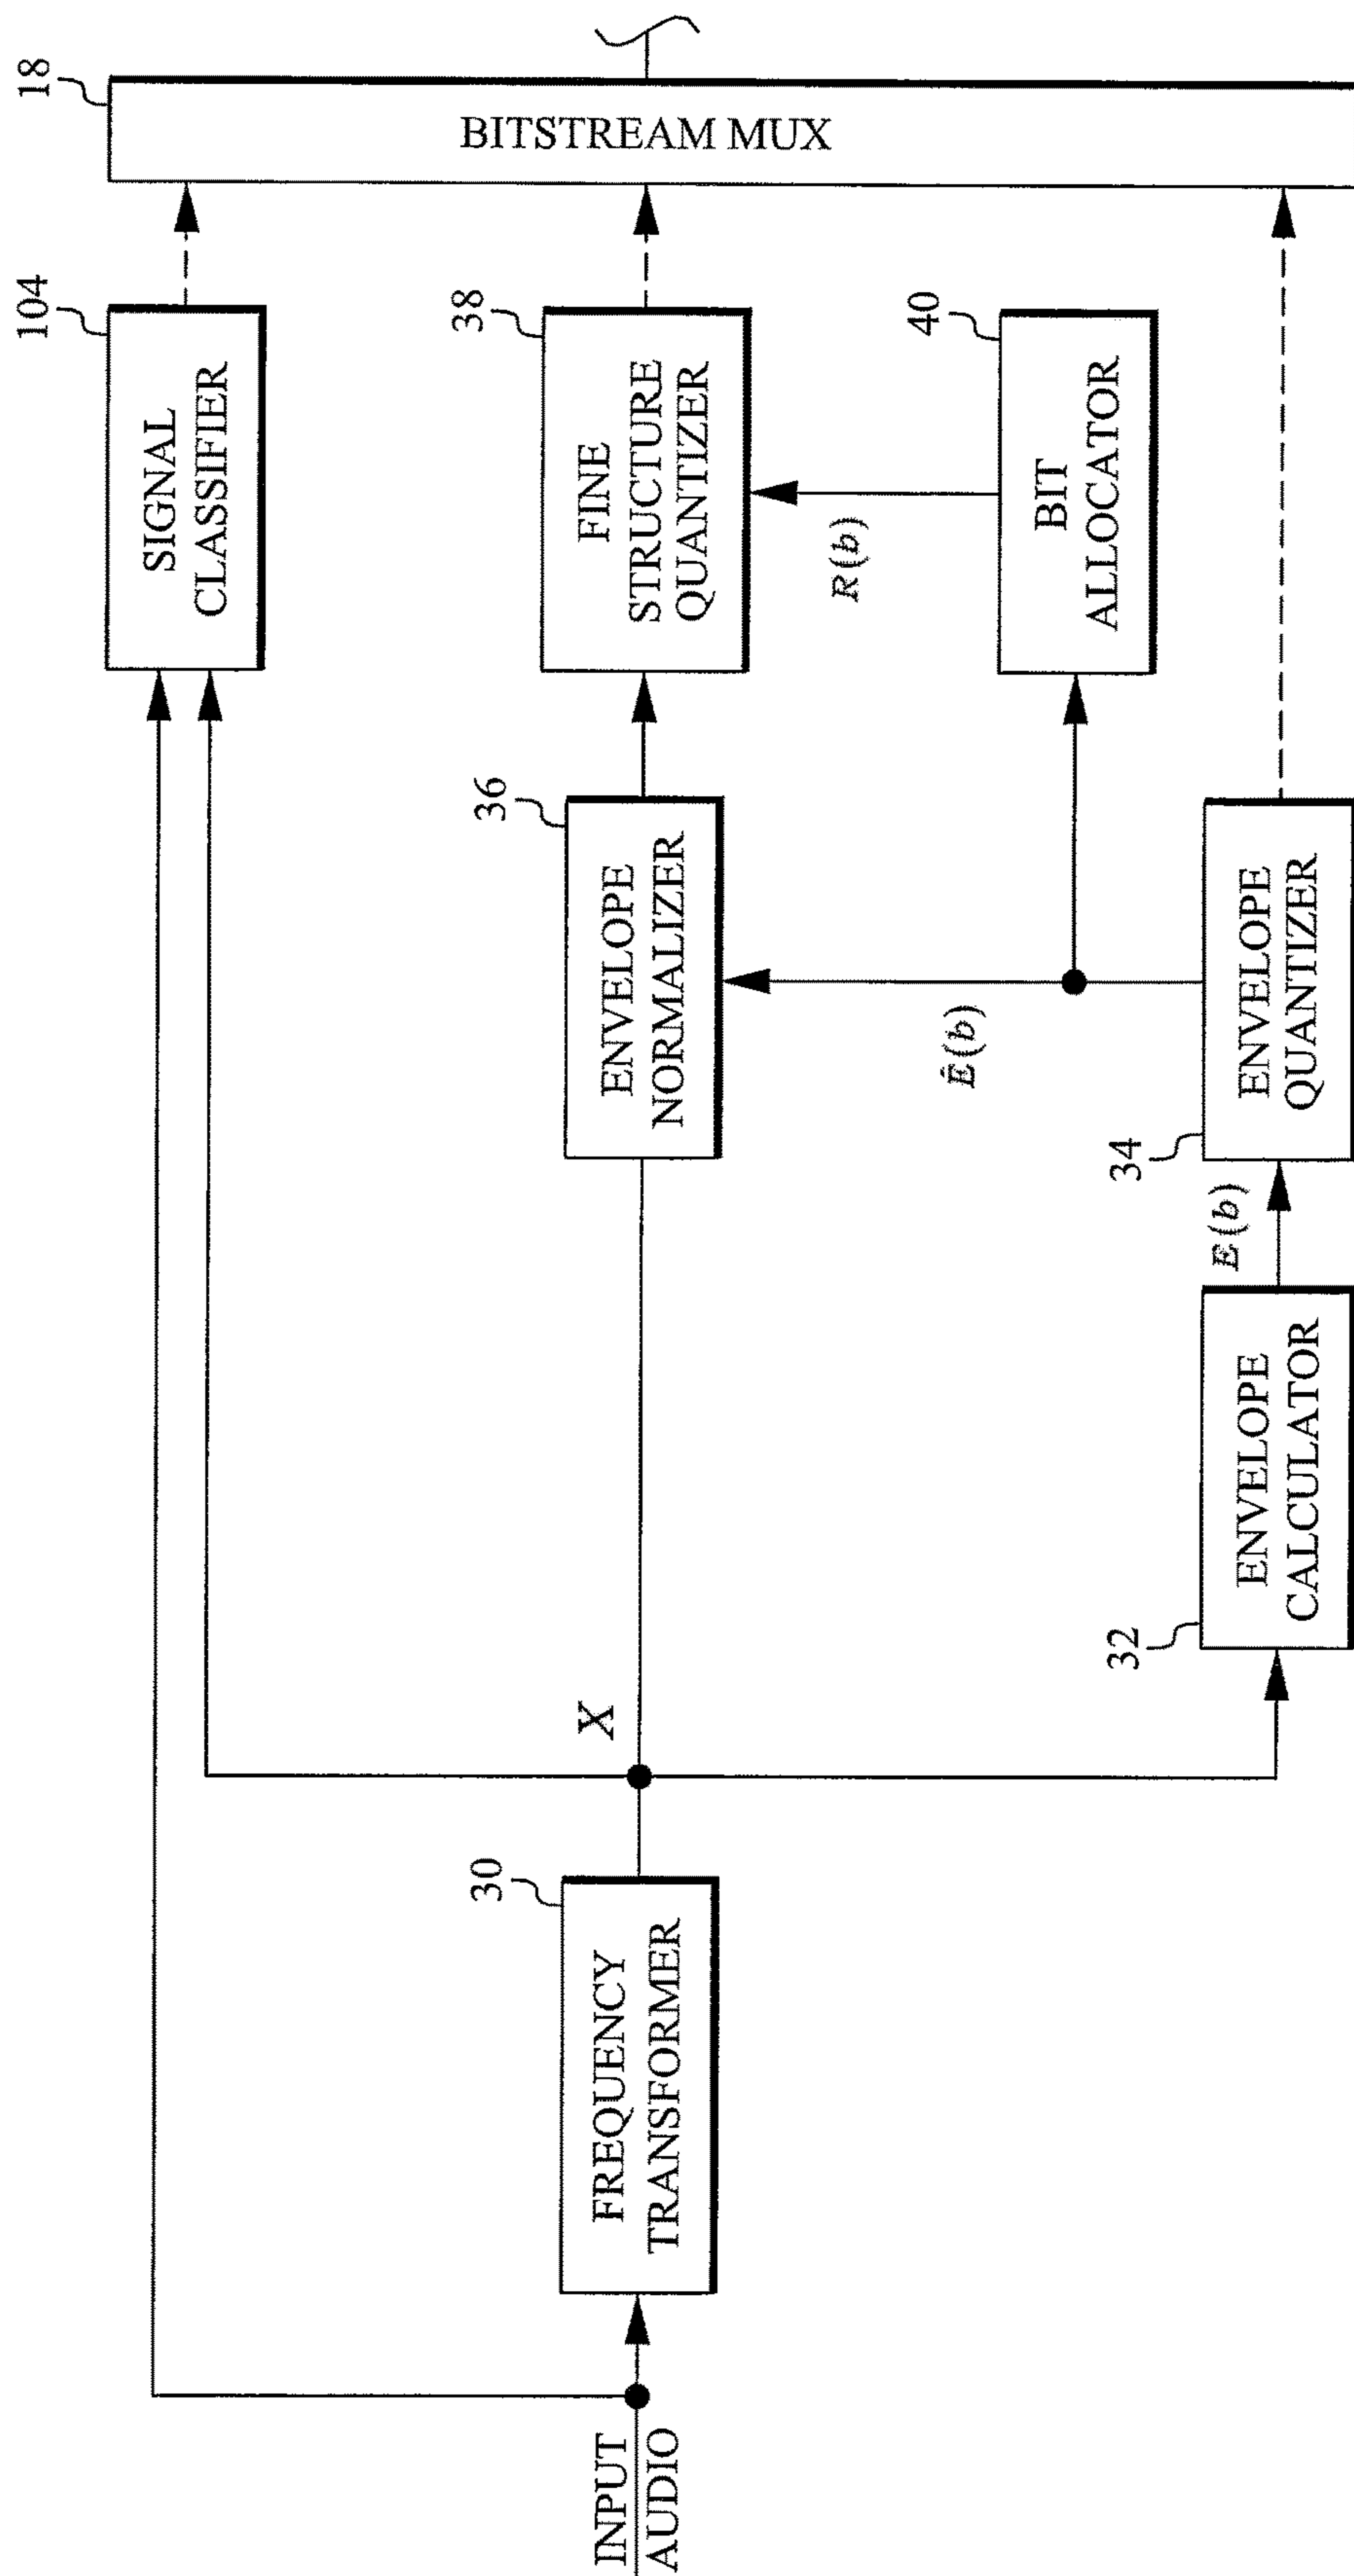 INPUT
AUDIO
30
FREQUENCY
TRANSFORMER
X
32
ENVELOPE
CALCULATOR
E(b)
34
ENVELOPE
QUANTIZER
Ê(b)
36
ENVELOPE
NORMALIZER
38
FINE
STRUCTURE
QUANTIZER
R(b)
40
BIT
ALLOCATOR
104
SIGNAL
CLASSIFIER
18
BITSTREAM MUX